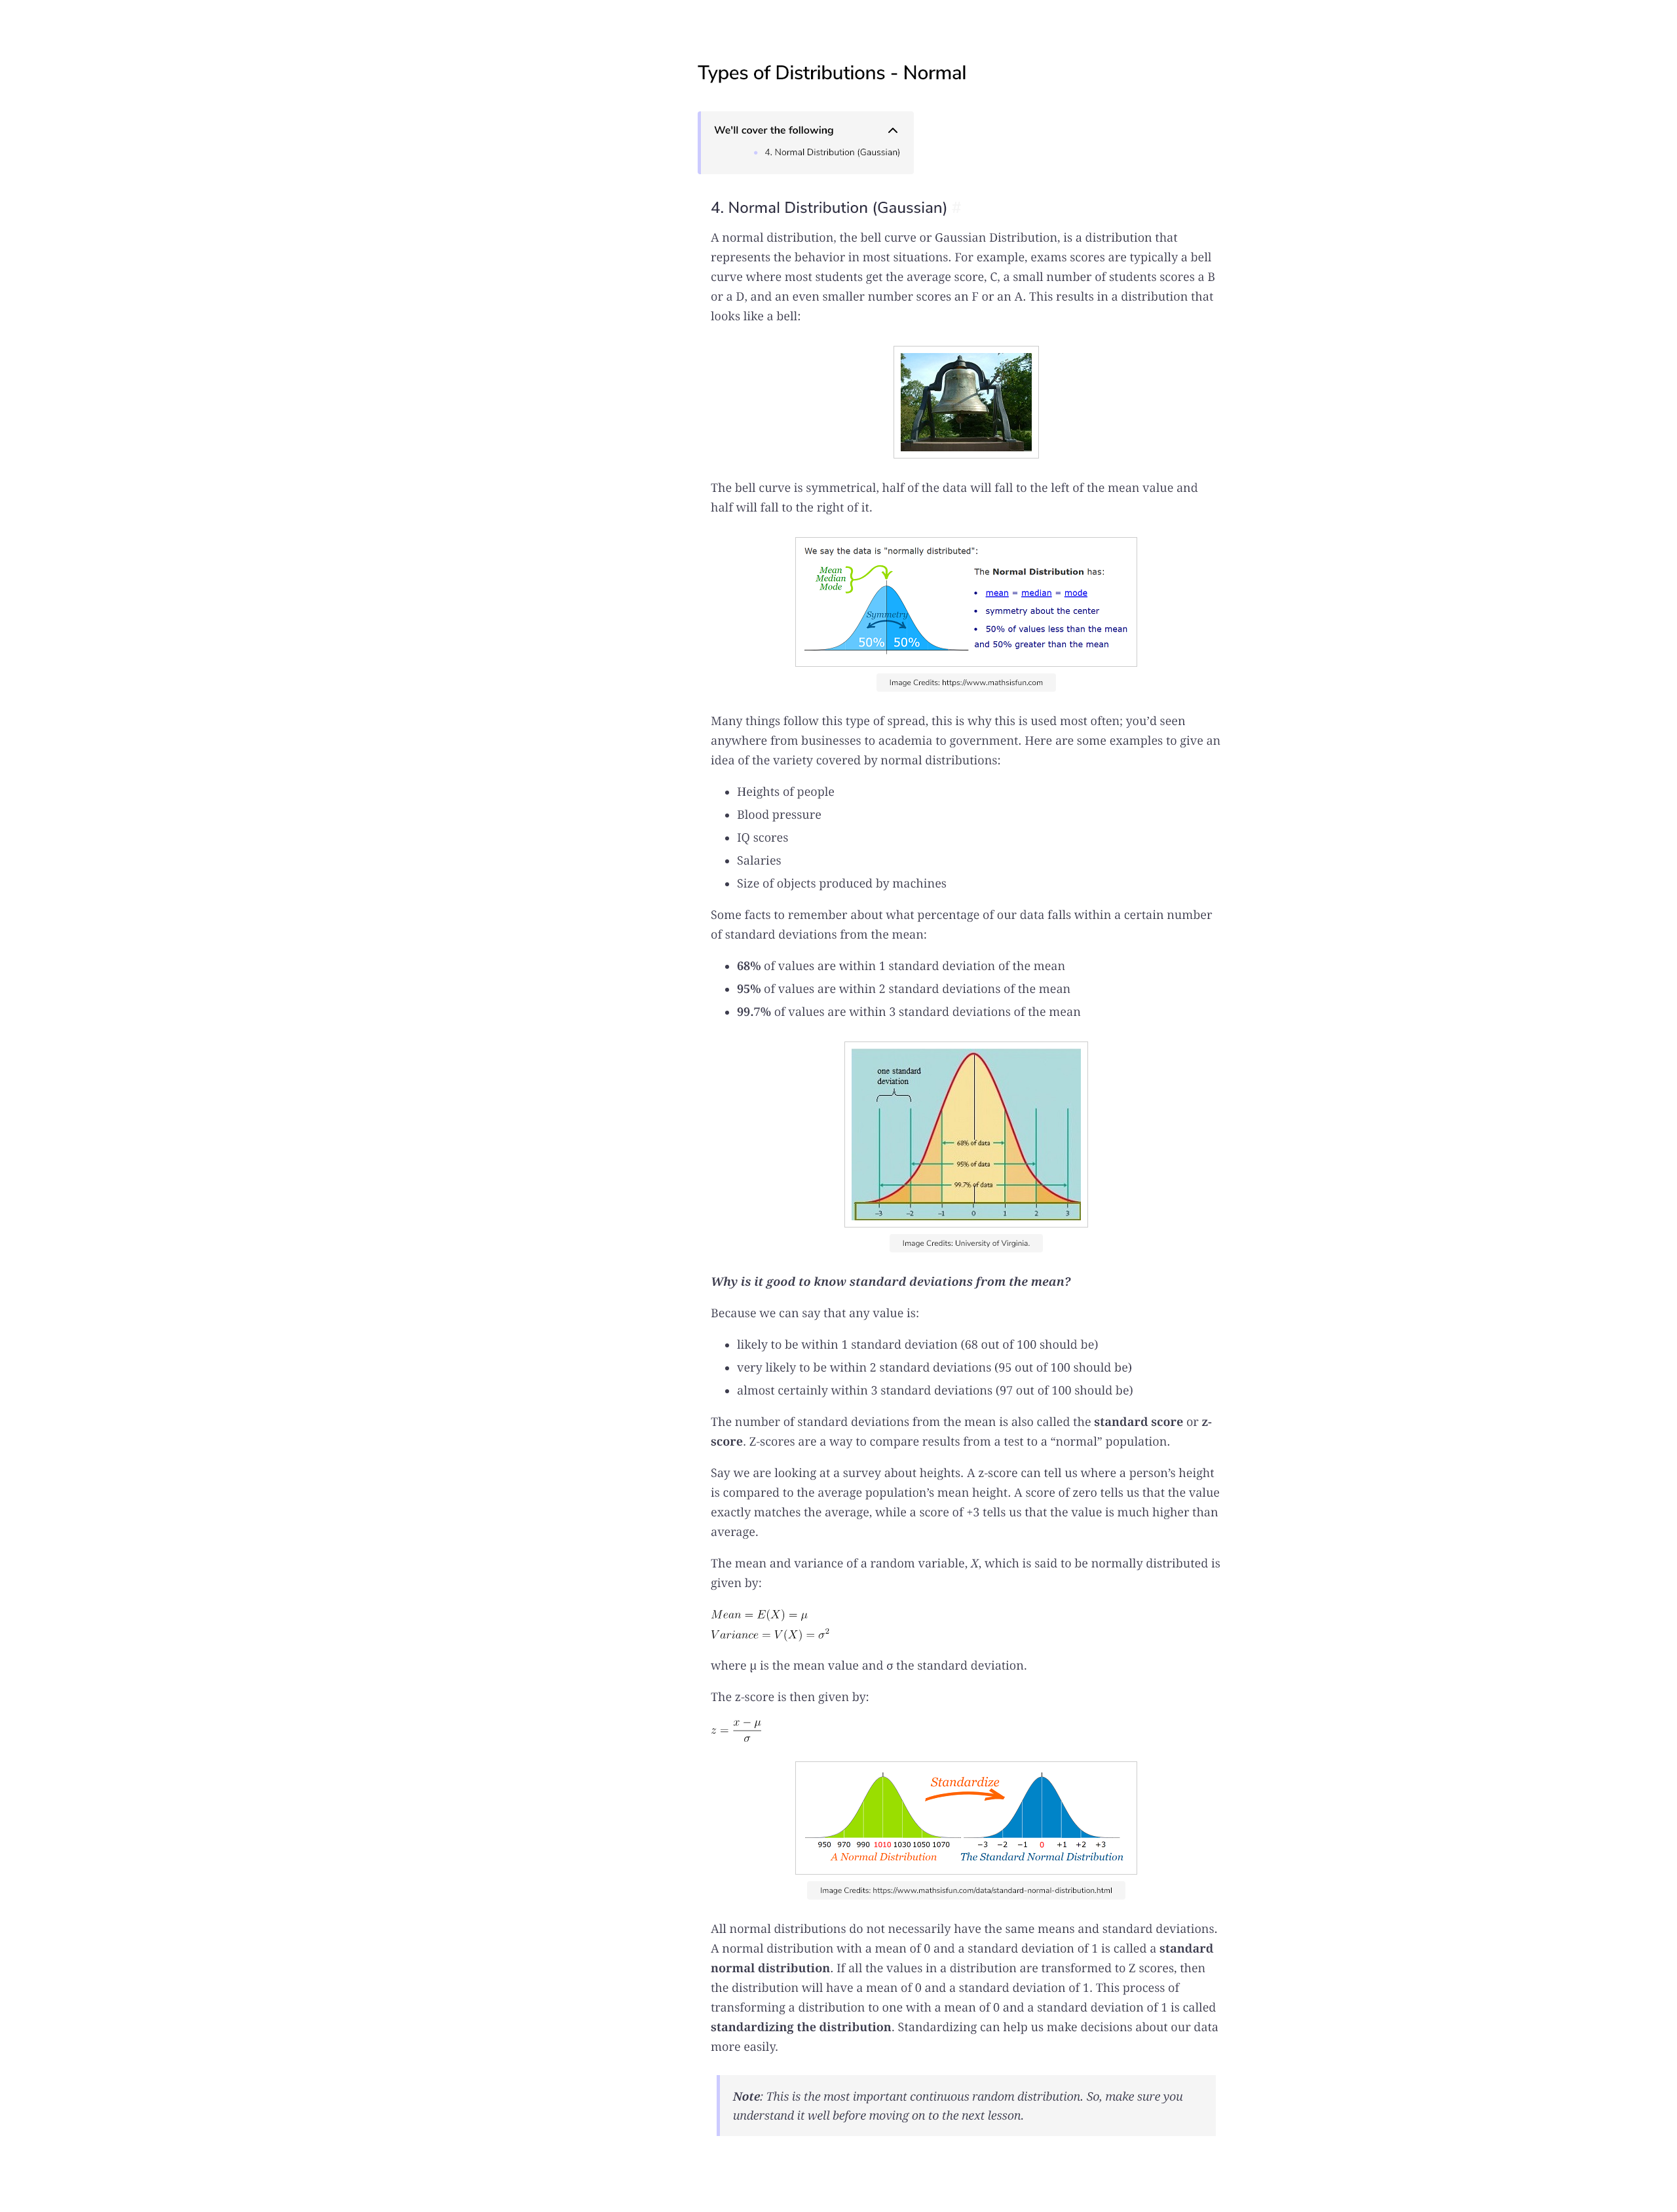 Types of Distributions - Normal
We'll cover the following
4. Normal Distribution (Gaussian)
4. Normal Distribution (Gaussian) #
A normal distribution, the bell curve or Gaussian Distribution, is a distribution that
represents the behavior in most situations. For example, exams scores are typically a bell
curve where most students get the average score, C, a small number of students scores a B
or a D, and an even smaller number scores an F or an A. This results in a distribution that
looks like a bell:
The bell curve is symmetrical, half of the data will fall to the left of the mean value and
half will fall to the right of it.
We say the data is "normally distributed":
Mean
Median
Mode
Symmetry
50% 50%
The Normal Distribution has:
• mean = median = mode
• symmetry about the center
• 50% of values less than the mean
and 50% greater than the mean
Image Credits: https://www.mathsisfun.com
Many things follow this type of spread, this is why this is used most often; you’d seen
anywhere from businesses to academia to government. Here are some examples to give an
idea of the variety covered by normal distributions:
• Heights of people
• Blood pressure
• IQ scores
• Salaries
• Size of objects produced by machines
Some facts to remember about what percentage of our data falls within a certain number
of standard deviations from the mean:
• 68% of values are within 1 standard deviation of the mean
• 95% of values are within 2 standard deviations of the mean
• 99.7% of values are within 3 standard deviations of the mean
one standard
deviation
68% of data
95% of data
99.7% of data
-3 -2 -1 0 1 2 3
Image Credits: University of Virginia.
Why is it good to know standard deviations from the mean?
Because we can say that any value is:
• likely to be within 1 standard deviation (68 out of 100 should be)
• very likely to be within 2 standard deviations (95 out of 100 should be)
• almost certainly within 3 standard deviations (97 out of 100 should be)
The number of standard deviations from the mean is also called the standard score or z-
score. Z-scores are a way to compare results from a test to a “normal” population.
Say we are looking at a survey about heights. A z-score can tell us where a person’s height
is compared to the average population’s mean height. A score of zero tells us that the value
exactly matches the average, while a score of +3 tells us that the value is much higher than
average.
The mean and variance of a random variable, X, which is said to be normally distributed is
given by:
Mean = E(X) = μ
Variance = V(X) = σ²
where μ is the mean value and σ the standard deviation.
The z-score is then given by:
z = (x − μ) / σ
Standardize
950 970 990 1010 1030 1050 1070
A Normal Distribution
−3 −2 −1 0 +1 +2 +3
The Standard Normal Distribution
Image Credits: https://www.mathsisfun.com/data/standard-normal-distribution.html
All normal distributions do not necessarily have the same means and standard deviations.
A normal distribution with a mean of 0 and a standard deviation of 1 is called a standard
normal distribution. If all the values in a distribution are transformed to Z scores, then
the distribution will have a mean of 0 and a standard deviation of 1. This process of
transforming a distribution to one with a mean of 0 and a standard deviation of 1 is called
standardizing the distribution. Standardizing can help us make decisions about our data
more easily.
Note: This is the most important continuous random distribution. So, make sure you
understand it well before moving on to the next lesson.